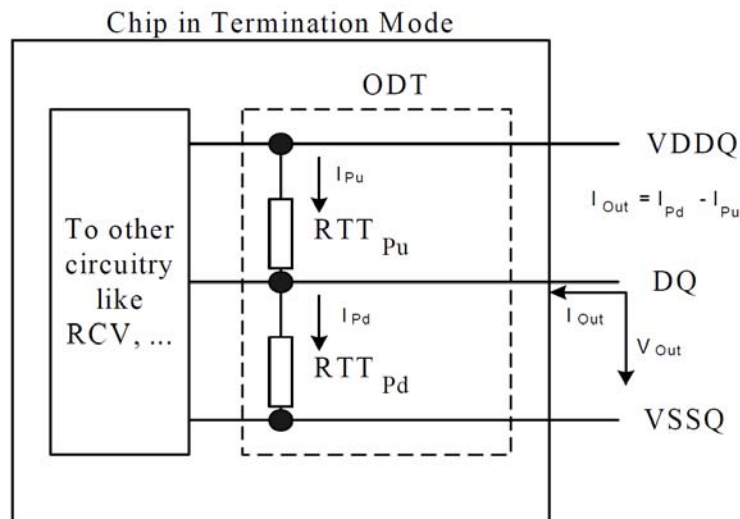 Chip in Termination Mode
ODT
VDDQ
I Pu
I Out = I Pd - I Pu
To other
circuitry
like
RCV, ...
RTT Pu
DQ
I Pd
I Out
V Out
RTT Pd
VSSQ